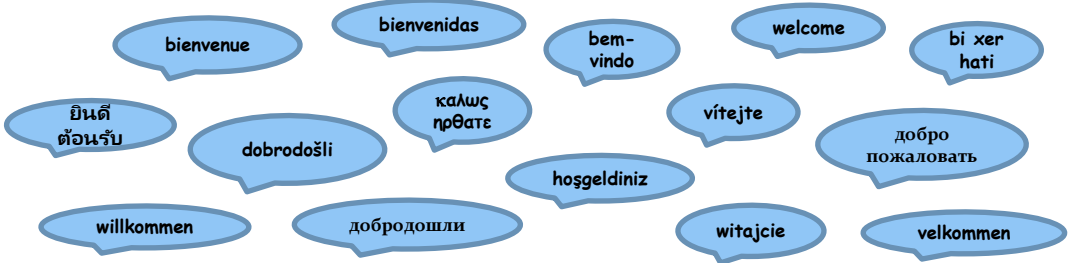 bienvenue
bienvenidas
bem-
vindo
welcome
bi xer
hati
ยินดี
ต้อนรับ
dobrodošli
καλως
ηρθατε
vítejte
добро
пожаловать
hoşgeldiniz
willkommen
добродошли
witajcie
velkommen